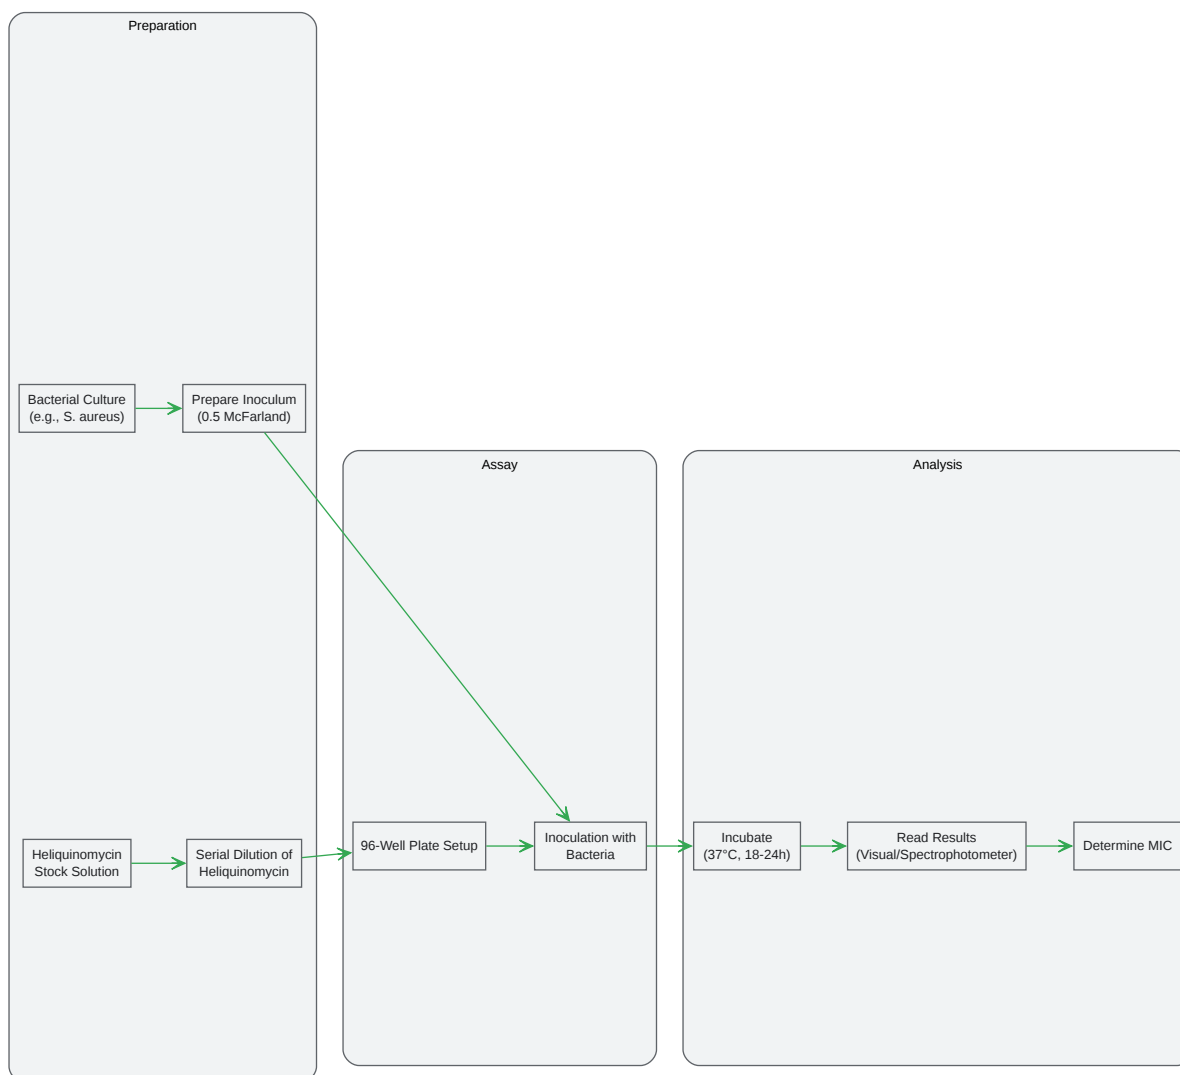 Preparation
Bacterial Culture
(e.g., S. aureus)
Prepare Inoculum
(0.5 McFarland)
Heliquinomycin
Stock Solution
Serial Dilution of
Heliquinomycin
Assay
96-Well Plate Setup
Inoculation with
Bacteria
Analysis
Incubate
(37°C, 18-24h)
Read Results
(Visual/Spectrophotometer)
Determine MIC